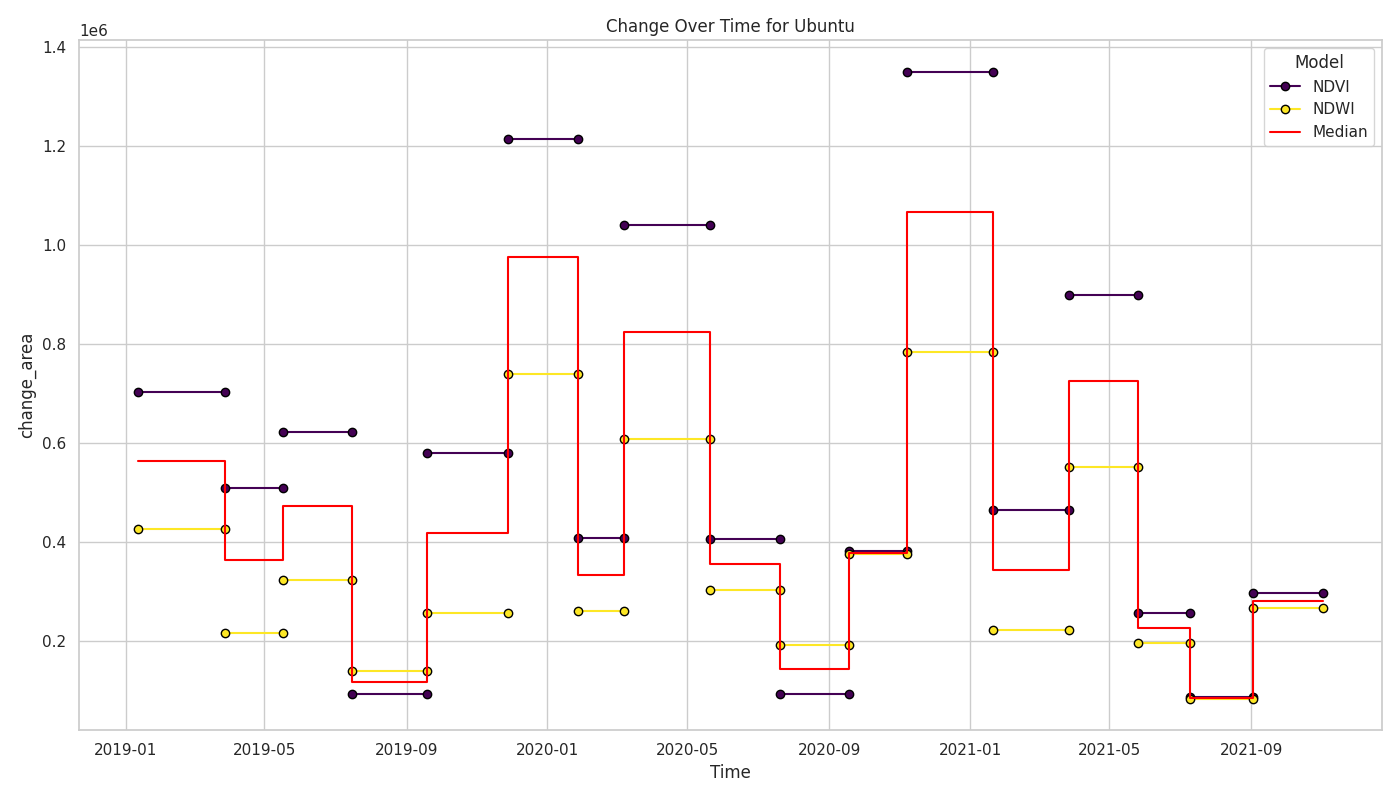 Change Over Time for Ubuntu
1e6
1.4
1.2
1.0
0.8
0.6
0.4
0.2
change_area
2019-01 2019-05 2019-09 2020-01 2020-05 2020-09 2021-01 2021-05 2021-09
Time
Model
NDVI
NDWI
Median